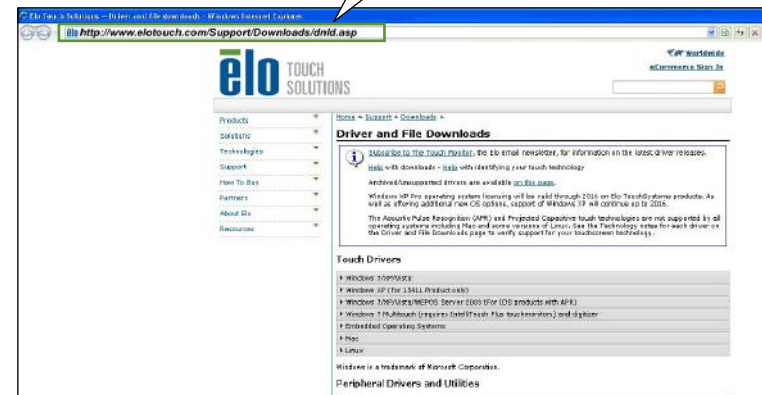 Elo Touch Solutions - Driver and File downloads - Windows Internet Explorer
http://www.elotouch.com/Support/Downloads/dnld.asp
Worldwide
eCommerce Sign In
elo TOUCH
SOLUTIONS
Products
Solutions
Technologies
Support
How To Buy
Partners
About Elo
Resources
Home > Support > Downloads >
Driver and File Downloads
Subscribe to The Touch Monitor, the Elo email newsletter, for information on the latest driver releases.
Help with downloads - Help with identifying your touch technology
Archived/unsupported drivers are available on this page.
Windows XP Pro operating system licensing will be valid through 2016 on Elo TouchSystems products. As
well as offering additional new OS options, support of Windows XP will continue up to 2016.
The Acoustic Pulse Recognition (APR) and Projected Capacitive touch technologies are not supported by all
operating systems including Mac and some versions of Linux. See the Technology notes for each driver on
the Driver and File Downloads page to verify support for your touchscreen technology.
Touch Drivers
Windows 7/XP/Vista
Windows XP (For 1541L Product only)
Windows 7/XP/Vista/WEPOS Server 2003 (For IDS products with APR)
Windows 7 Multitouch (requires IntelliTouch Plus touchmonitors) and digitizer
Embedded Operating Systems
Mac
Linux
Windows is a trademark of Microsoft Corporation.
Peripheral Drivers and Utilities